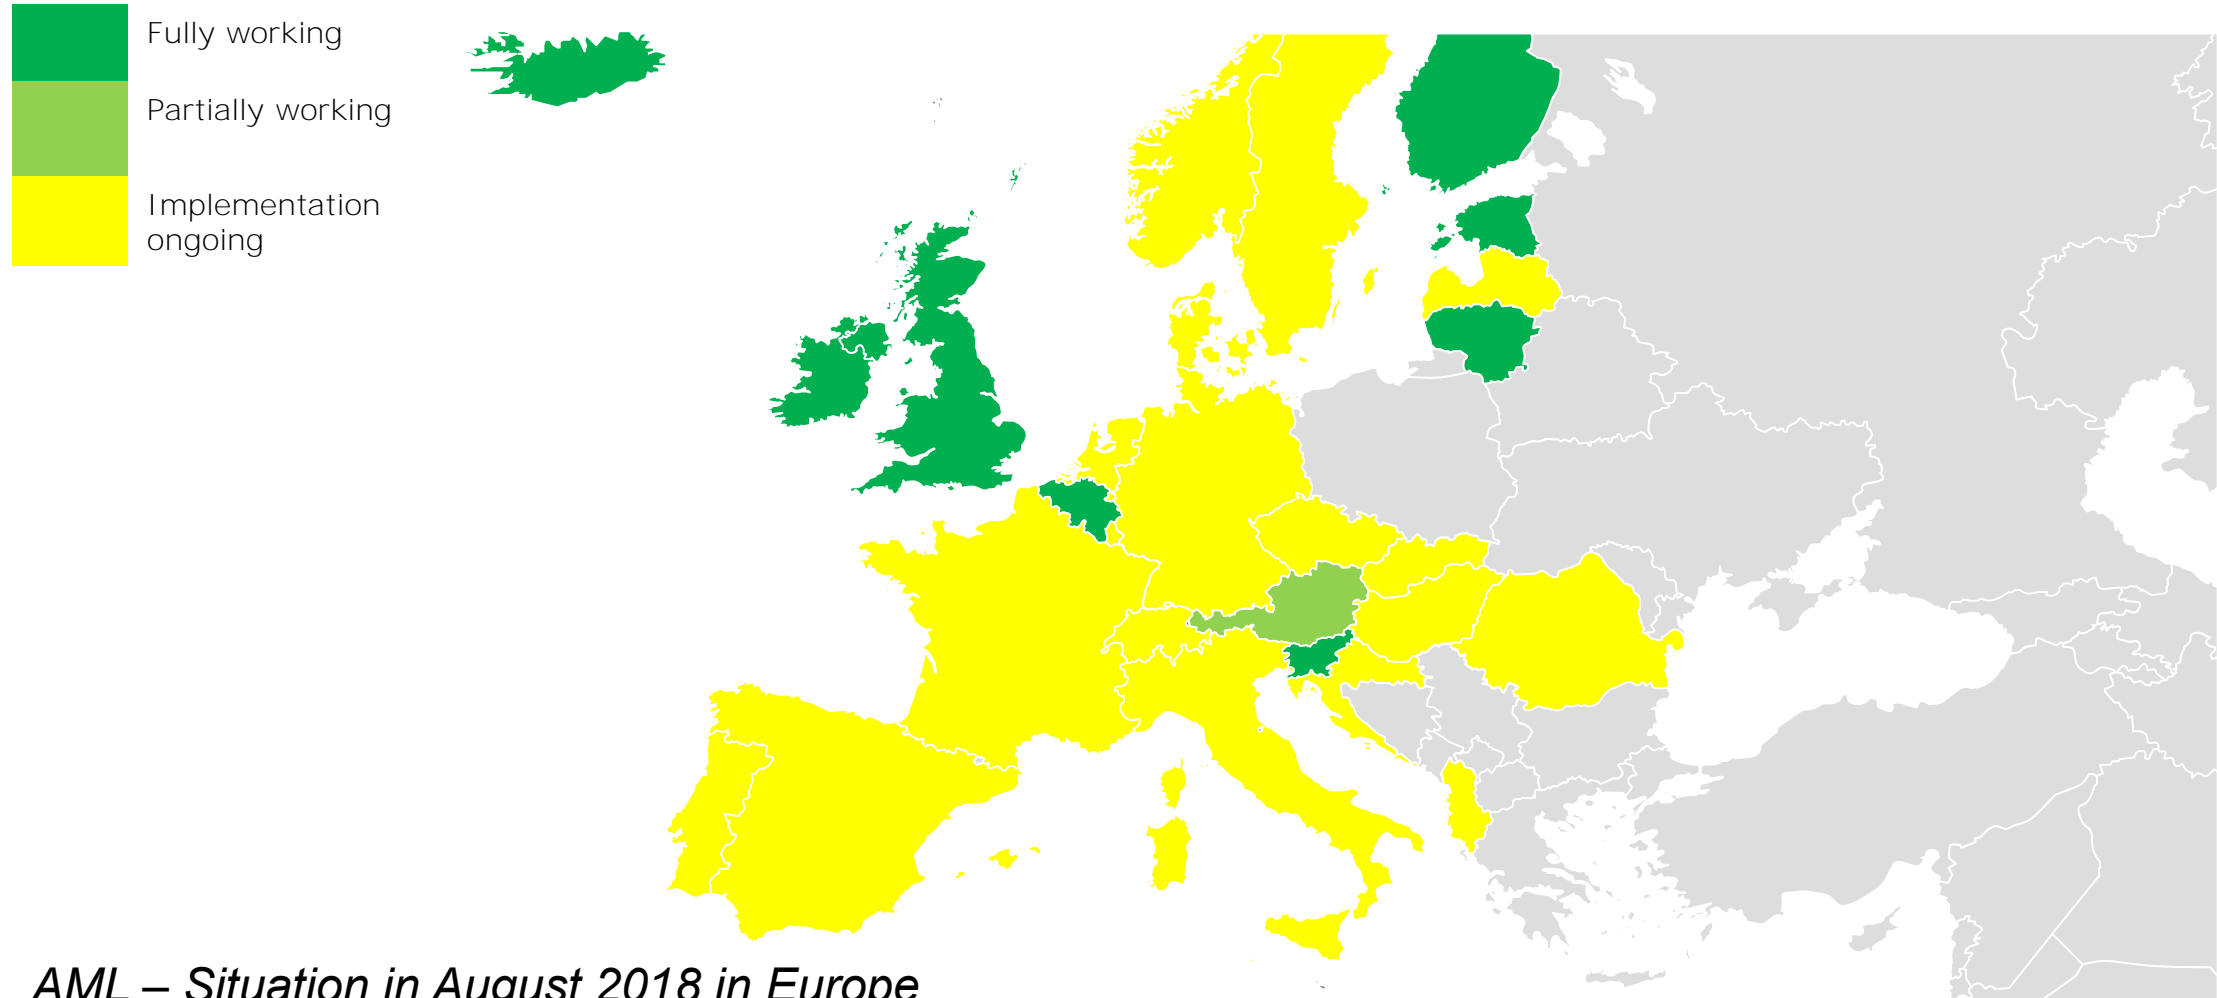 Fully working
Partially working
Implementation
ongoing
AML – Situation in August 2018 in Europe